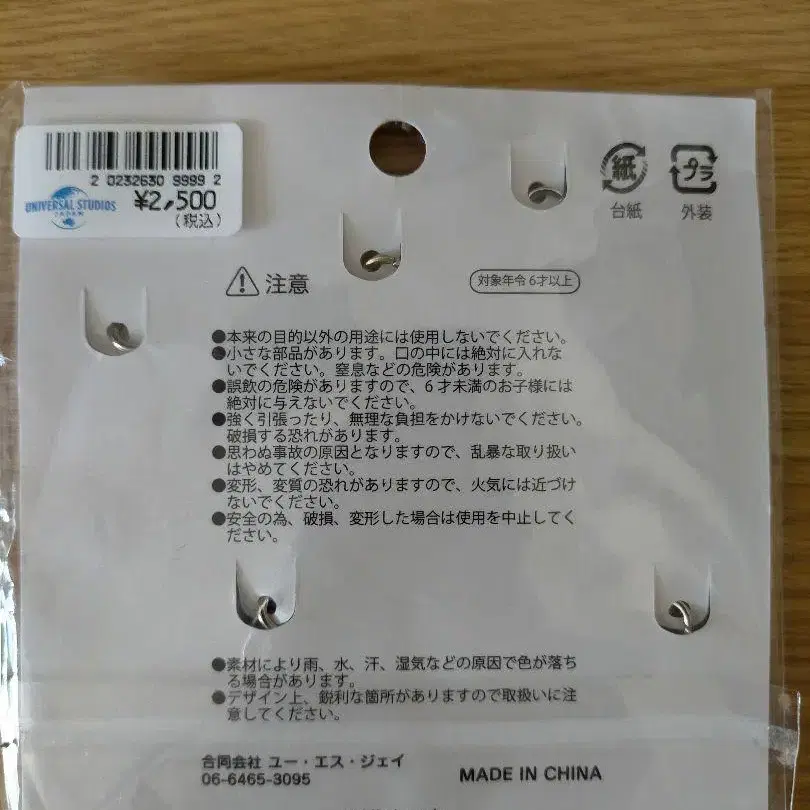 2 0232630 9999 2
UNIVERSAL STUDIOS
JAPAN
¥2,500
(税込)
紙
台紙
プラ
外装
注意
対象年令6才以上
●本来の目的以外の用途には使用しないでください。
●小さな部品があります。口の中には絶対に入れな
いでください。窒息などの危険があります。
●誤飲の危険がありますので、6才未満のお子様には
絶対に与えないでください。
●強く引張ったり、無理な負担をかけないでください。
破損する恐れがあります。
●思わぬ事故の原因となりますので、乱暴な取り扱い
はやめてください。
●変形、変質の恐れがありますので、火気には近づけ
ないでください。
●安全の為、破損、変形した場合は使用を中止してく
ださい。
●素材により雨、水、汗、湿気などの原因で色が落ち
る場合があります。
●デザイン上、鋭利な箇所がありますので取扱いに注
意してください。
合同会社 ユー・エス・ジェイ
06-6465-3095
MADE IN CHINA